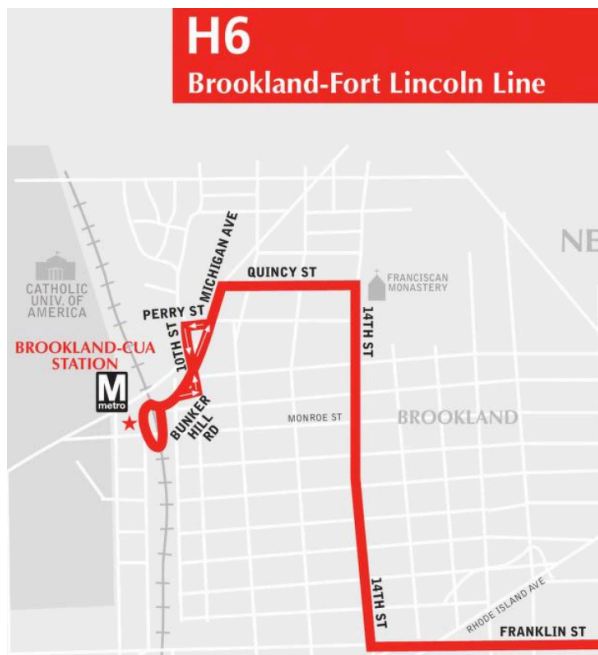 H6
Brookland-Fort Lincoln Line
NE
CATHOLIC
UNIV. OF
AMERICA
MICHIGAN AVE
QUINCY ST
FRANCISCAN
MONASTERY
PERRY ST
10TH ST
14TH ST
BROOKLAND-CUA
STATION
M
metro
BUNKER
HILL
RD
MONROE ST
BROOKLAND
14TH ST
RHODE ISLAND AVE
FRANKLIN ST